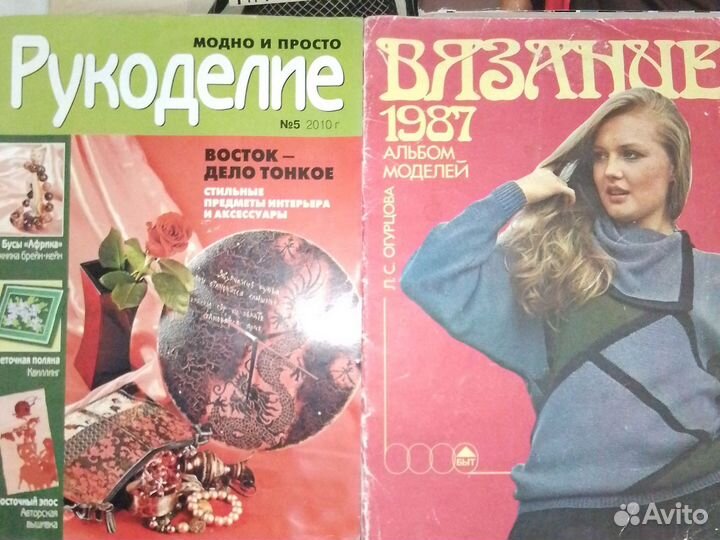 МОДНО И ПРОСТО
Рукоделие
№5 2010 г
ВОСТОК –
ДЕЛО ТОНКОЕ
СТИЛЬНЫЕ
ПРЕДМЕТЫ ИНТЕРЬЕРА
И АКСЕССУАРЫ
Бусы «Африка»
поляна
Квиллинг
эпос
Авторская
вышивка
ВЯЗАНИЕ
1987
АЛЬБОМ
МОДЕЛЕЙ
Л. С. ОГУРЦОВА
БЫТ
Avito